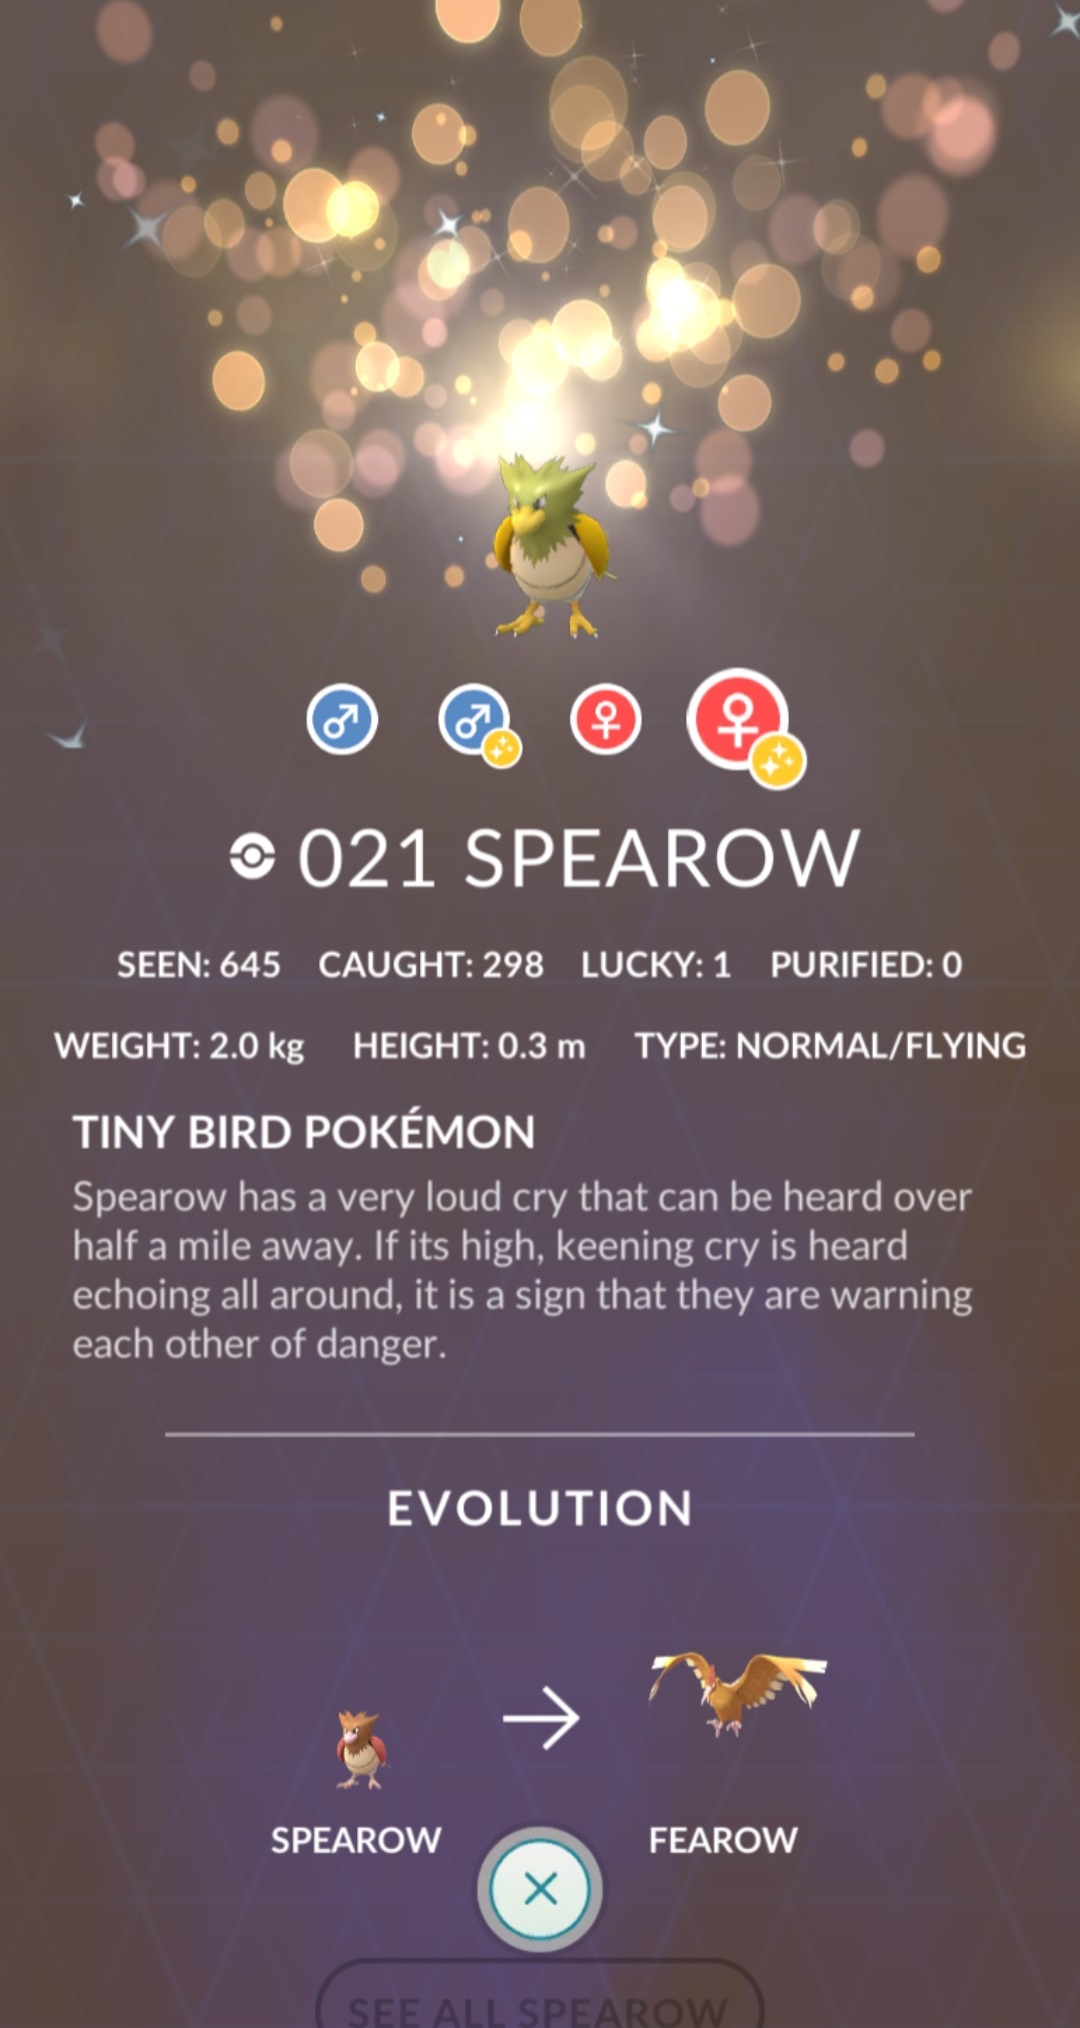 021 SPEAROW
SEEN: 645 CAUGHT: 298 LUCKY: 1 PURIFIED: 0
WEIGHT: 2.0 kg HEIGHT: 0.3 m TYPE: NORMAL/FLYING
TINY BIRD POKÉMON
Spearow has a very loud cry that can be heard over
half a mile away. If its high, keening cry is heard
echoing all around, it is a sign that they are warning
each other of danger.
EVOLUTION
SPEAROW FEAROW
SEE ALL SPEAROW